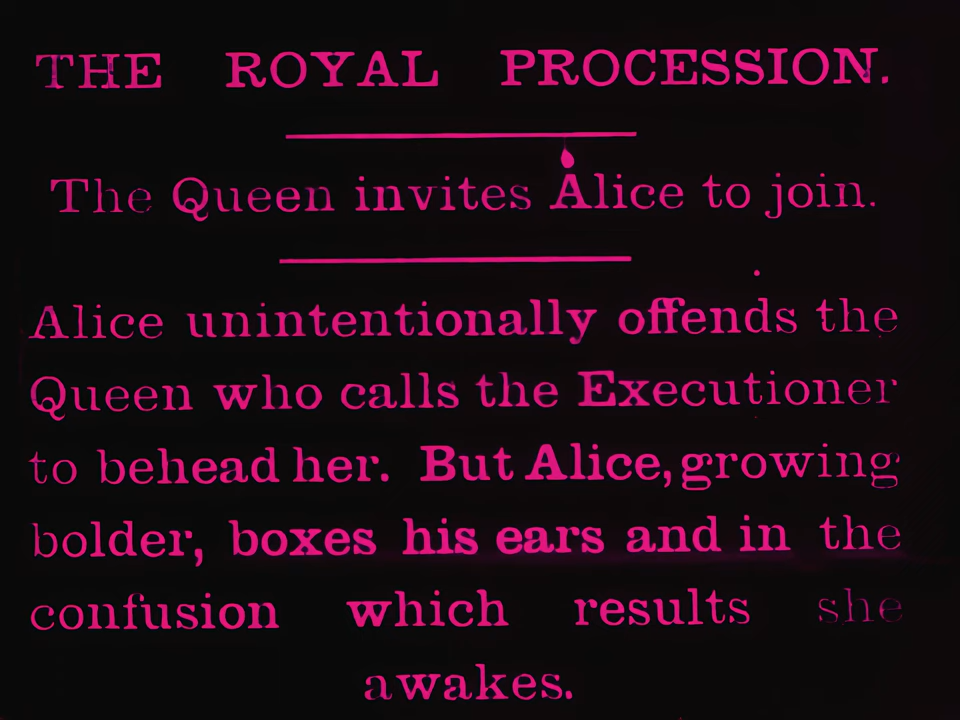 THE ROYAL PROCESSION.
The Queen invites Alice to join.
Alice unintentionally offends the
Queen who calls the Executioner
to behead her. But Alice, growing
bolder, boxes his ears and in the
confusion which results she
awakes.